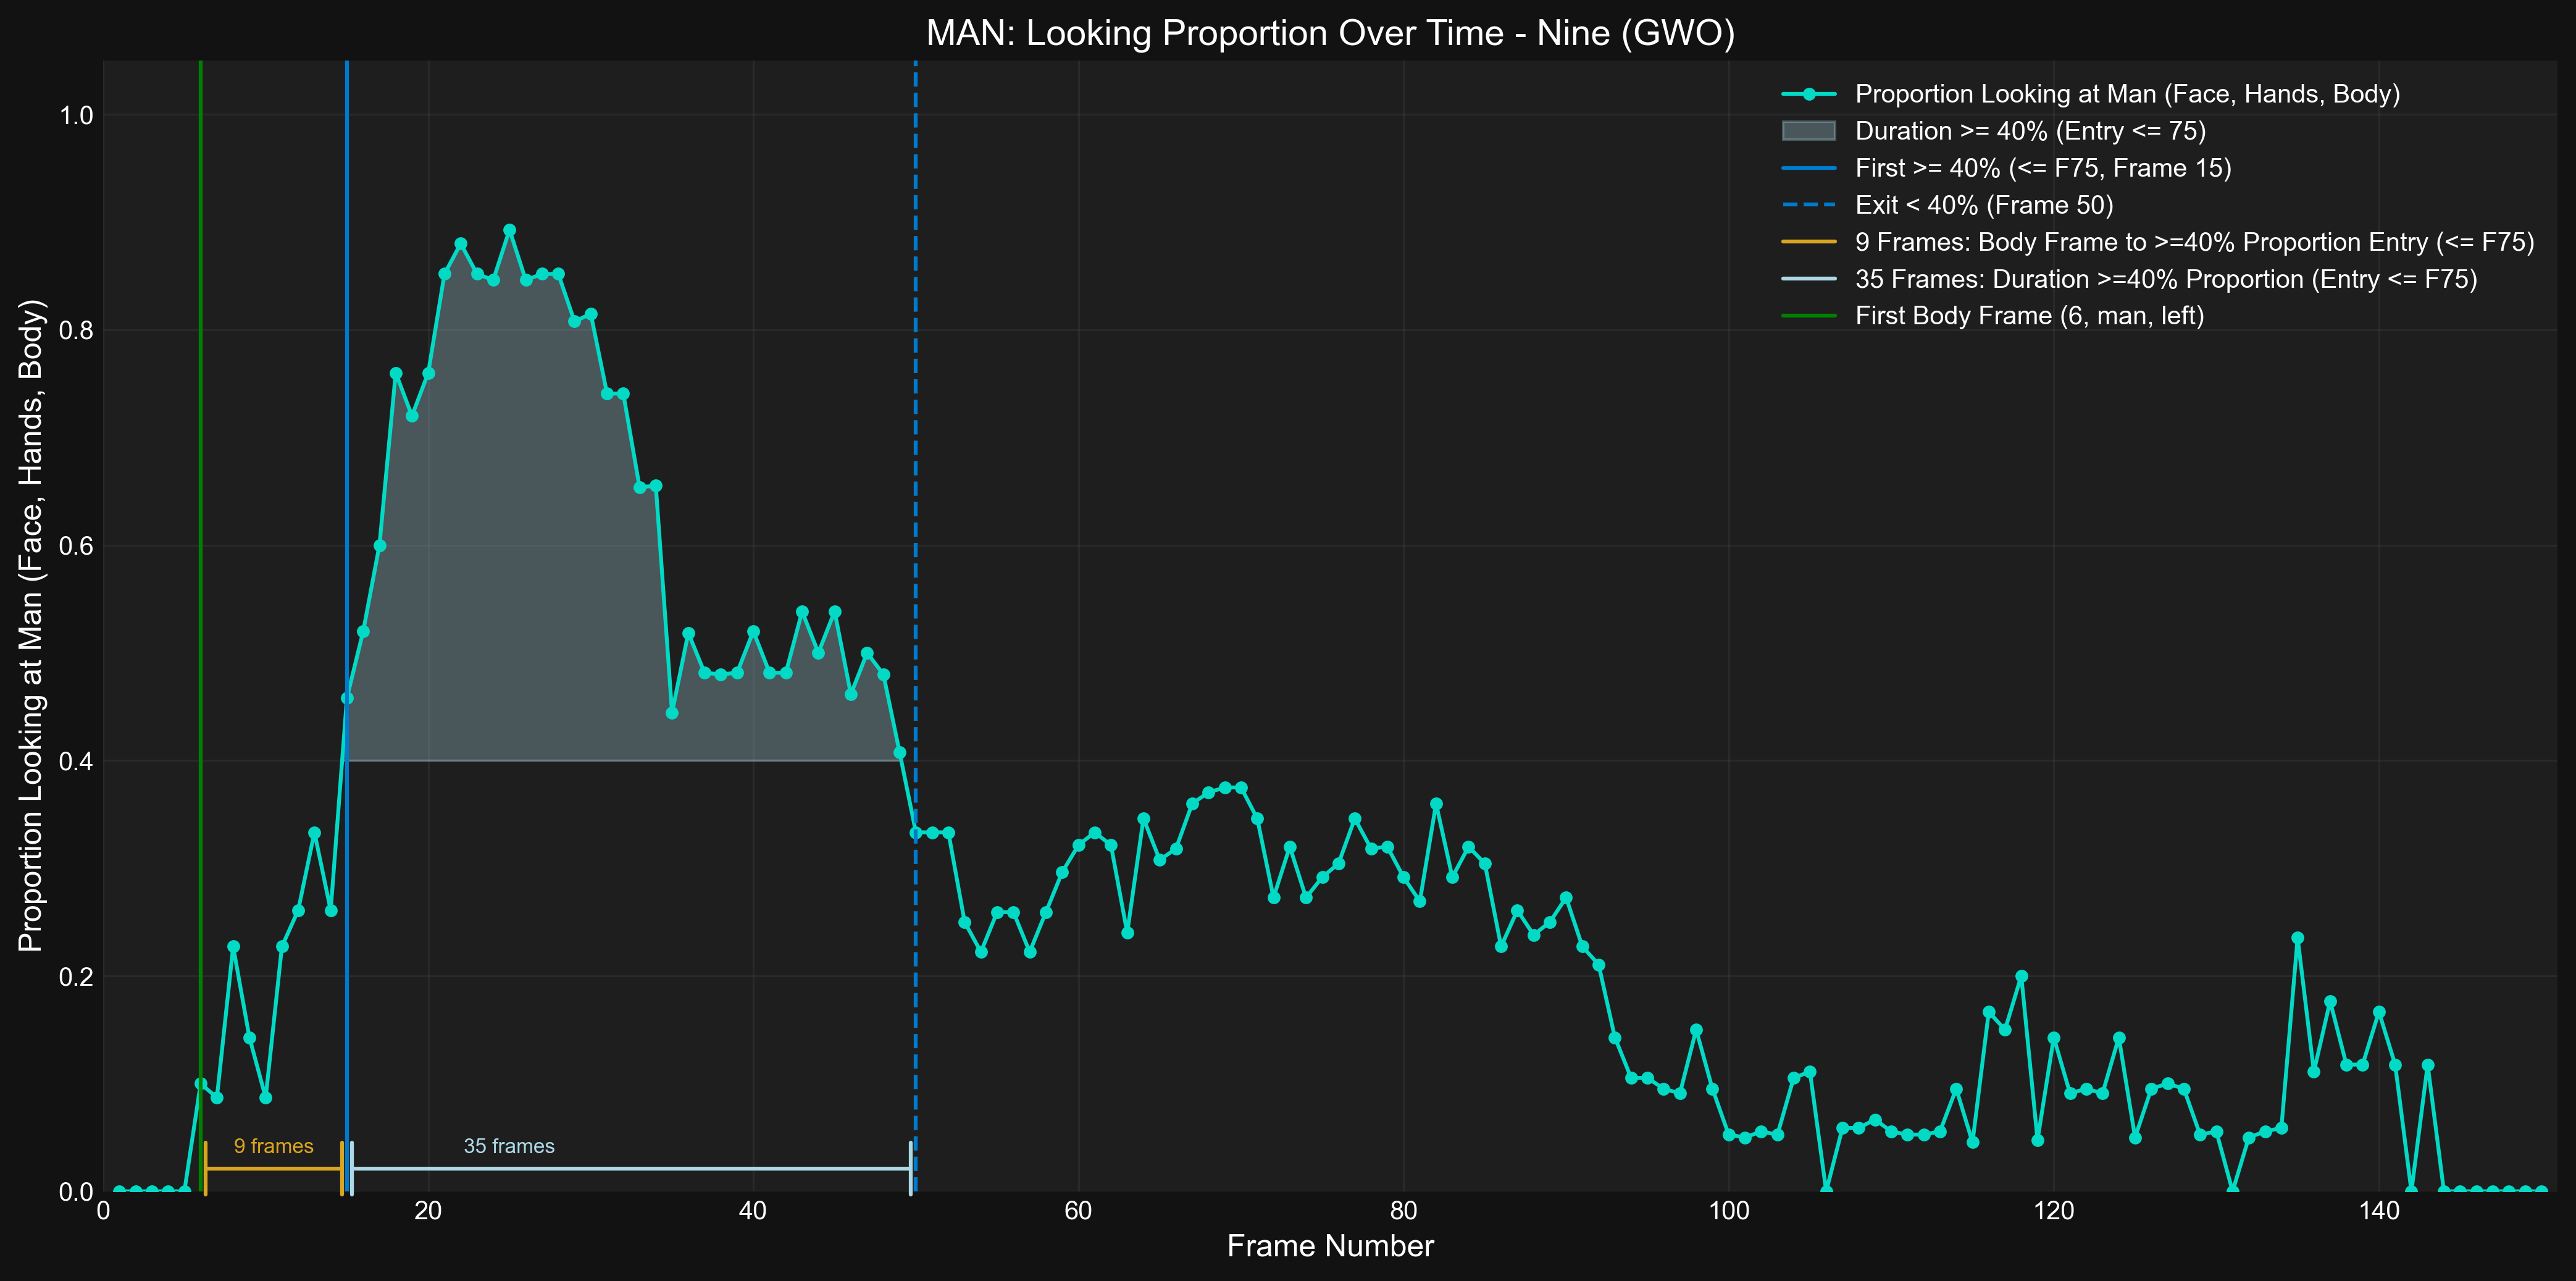 MAN: Looking Proportion Over Time - Nine (GWO)
Proportion Looking at Man (Face, Hands, Body)
1.0
0.8
0.6
0.4
0.2
0.0
Proportion Looking at Man (Face, Hands, Body)
Duration >= 40% (Entry <= 75)
First >= 40% (<= F75, Frame 15)
Exit < 40% (Frame 50)
9 Frames: Body Frame to >=40% Proportion Entry (<= F75)
35 Frames: Duration >=40% Proportion (Entry <= F75)
First Body Frame (6, man, left)
9 frames
35 frames
0 20 40 60 80 100 120 140
Frame Number